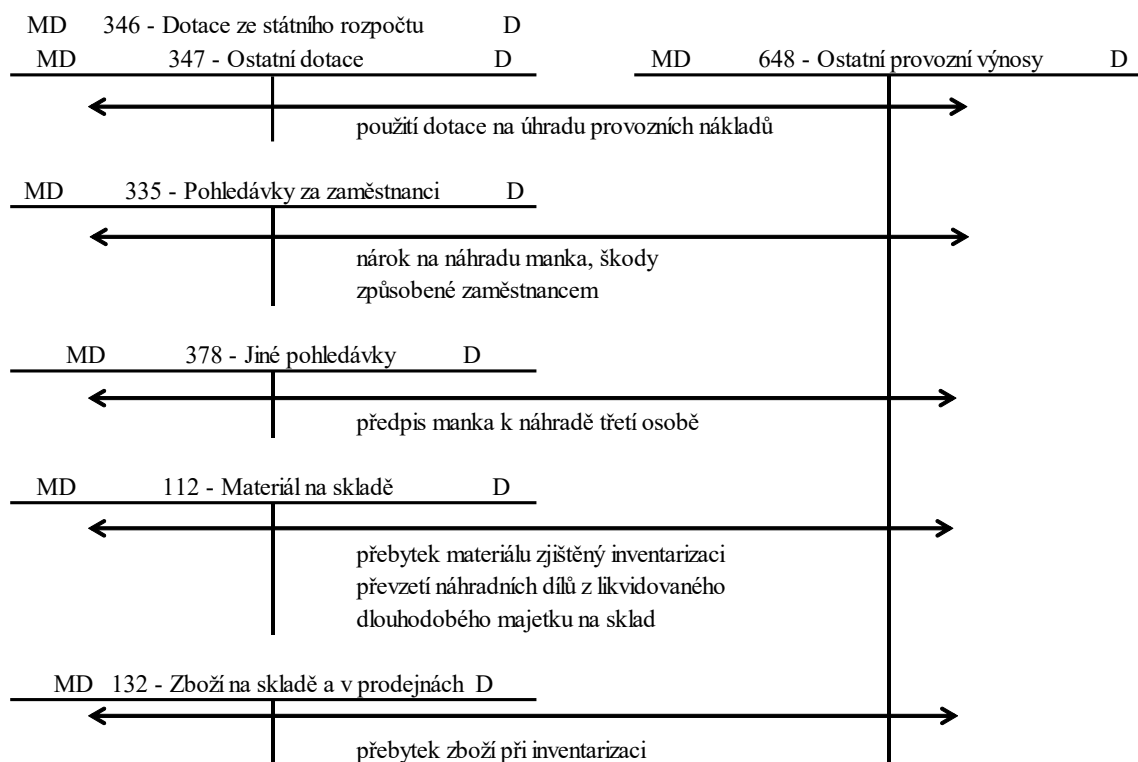 MD 346 - Dotace ze státního rozpočtu D
MD 347 - Ostatní dotace D MD 648 - Ostatní provozní výnosy D
použití dotace na úhradu provozních nákladů
MD 335 - Pohledávky za zaměstnanci D
nárok na náhradu manka, škody
způsobené zaměstnancem
MD 378 - Jiné pohledávky D
předpis manka k náhradě třetí osobě
MD 112 - Materiál na skladě D
přebytek materiálu zjištěný inventarizaci
převzetí náhradních dílů z likvidovaného
dlouhodobého majetku na sklad
MD 132 - Zboží na skladě a v prodejnách D
přebytek zboží při inventarizaci